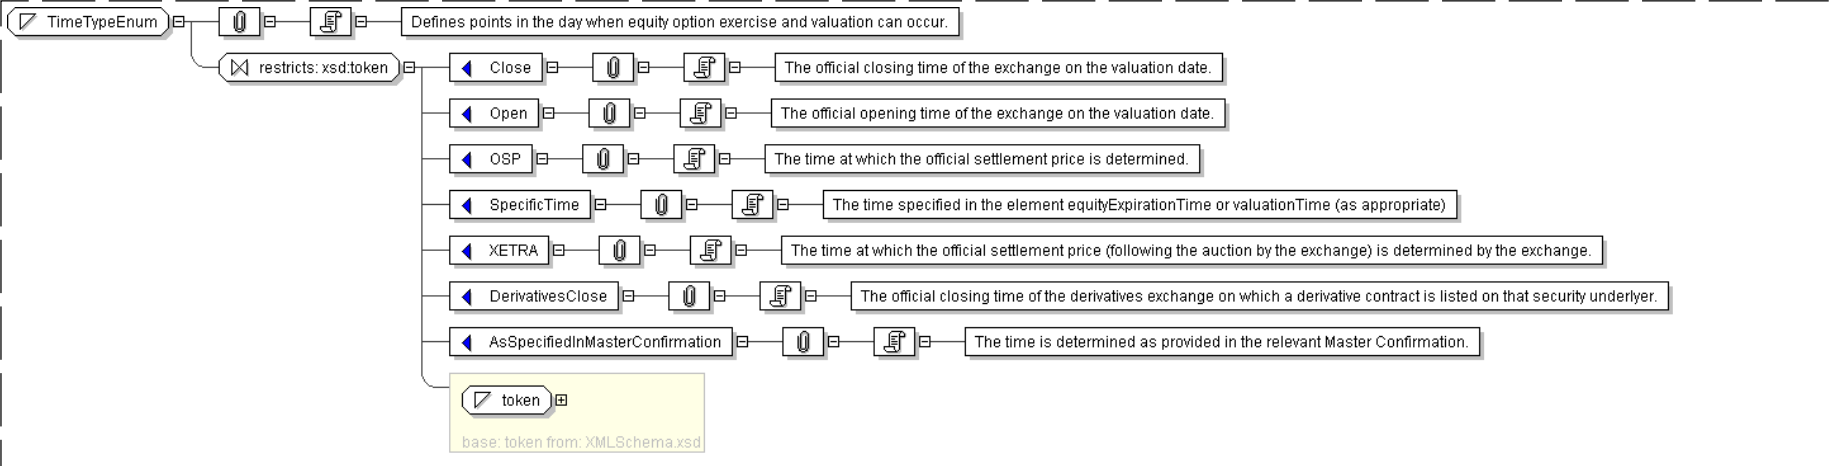 TimeTypeEnum Defines points in the day when equity option exercise and valuation can occur.
restricts: xsd:token Close The official closing time of the exchange on the valuation date.
Open The official opening time of the exchange on the valuation date.
OSP The time at which the official settlement price is determined.
SpecificTime The time specified in the element equityExpirationTime or valuationTime (as appropriate)
XETRA The time at which the official settlement price (following the auction by the exchange) is determined by the exchange.
DerivativesClose The official closing time of the derivatives exchange on which a derivative contract is listed on that security underlyer.
AsSpecifiedInMasterConfirmation The time is determined as provided in the relevant Master Confirmation.
token
base: token from: XMLSchema.xsd